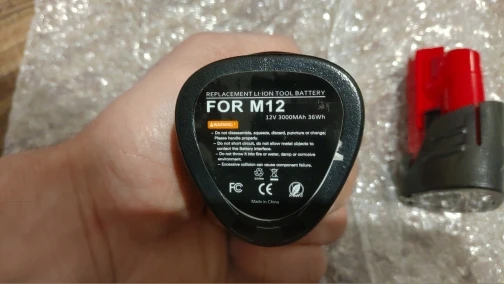 REPLACEMENT LI-ION TOOL BATTERY
FOR M12
12V 3000MAh 36Wh
WARNING!
– Do not disassemble, squeeze, discard, puncture or change;
Please handle properly.
– Do not short circuit, do not allow metal objects to
contact the Battery Interface.
– Do not throw it into fire or water, damp or corrosive
environment.
– Excessive collision can cause component failure.
FC CE
Made in China